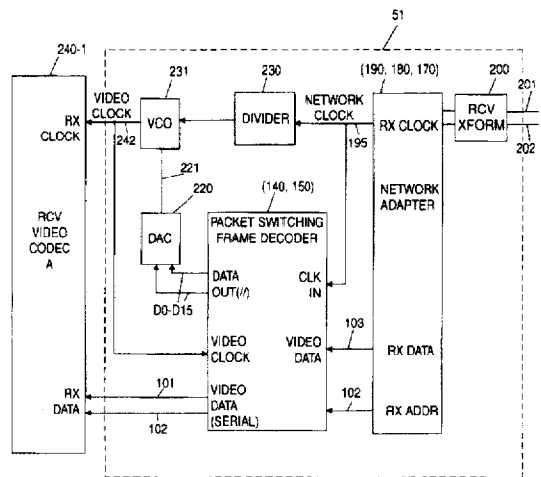 51
240-1
231
230
(190, 180, 170)
200
201
VIDEO
CLOCK
NETWORK
CLOCK
RCV
XFORM
RX
CLOCK
242
VCO
DIVIDER
195
RX CLOCK
202
221
220
(140, 150)
NETWORK
ADAPTER
RCV
VIDEO
CODEC
A
DAC
PACKET SWITCHING
FRAME DECODER
DATA
OUT(//)
CLK
IN
D0-D15
VIDEO
CLOCK
VIDEO
DATA
103
RX DATA
RX
DATA
101
102
VIDEO
DATA
(SERIAL)
102
RX ADDR